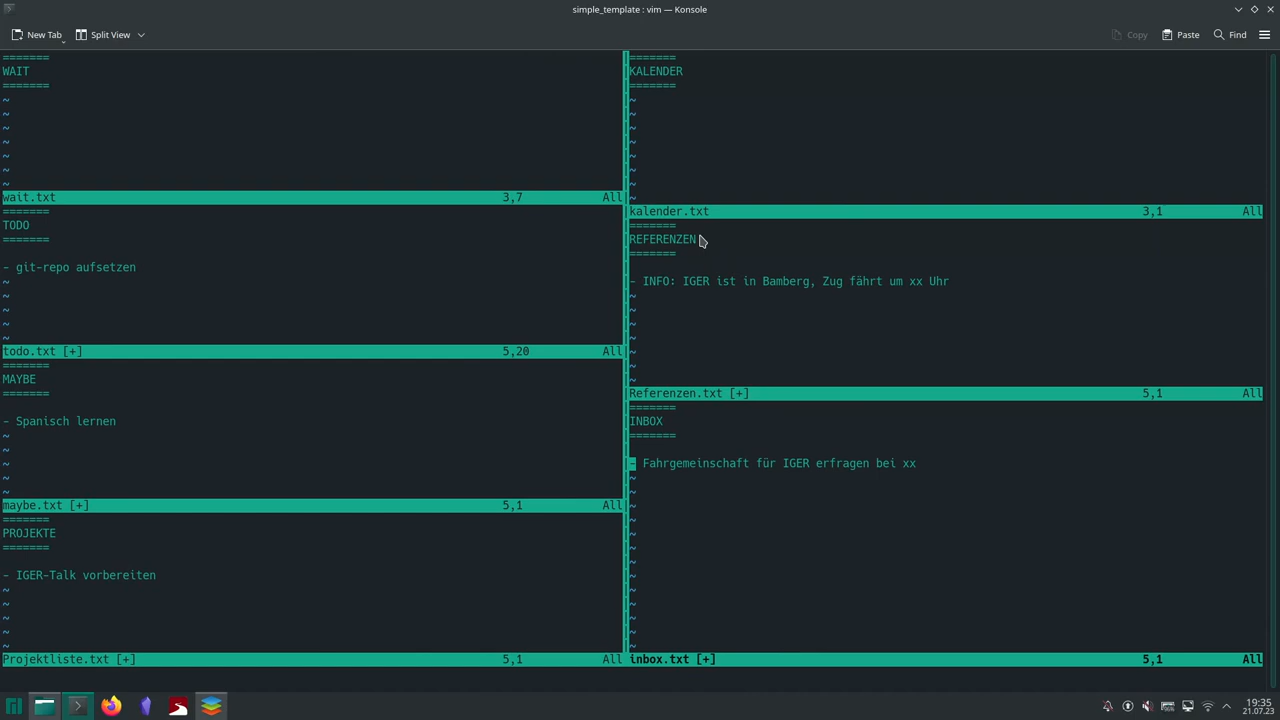 simple_template : vim — Konsole
New Tab
Split View
Copy
Paste
Find
=======
WAIT
=======
~
~
~
~
~
~
~
wait.txt 3,7 All
=======
TODO
=======
- git-repo aufsetzen
~
~
~
~
~
todo.txt [+] 5,20 All
=======
MAYBE
=======
- Spanisch lernen
~
~
~
~
~
maybe.txt [+] 5,1 All
=======
PROJEKTE
=======
- IGER-Talk vorbereiten
~
~
~
~
~
Projektliste.txt [+] 5,1 All
=======
KALENDER
=======
~
~
~
~
~
~
~
~
kalender.txt 3,1 All
=======
REFERENZEN
=======
- INFO: IGER ist in Bamberg, Zug fährt um xx Uhr
~
~
~
~
~
~
~
Referenzen.txt [+] 5,1 All
=======
INBOX
=======
- Fahrgemeinschaft für IGER erfragen bei xx
~
~
~
~
~
~
~
~
~
~
~
~
~
inbox.txt [+] 5,1 All
19:35
21.07.23